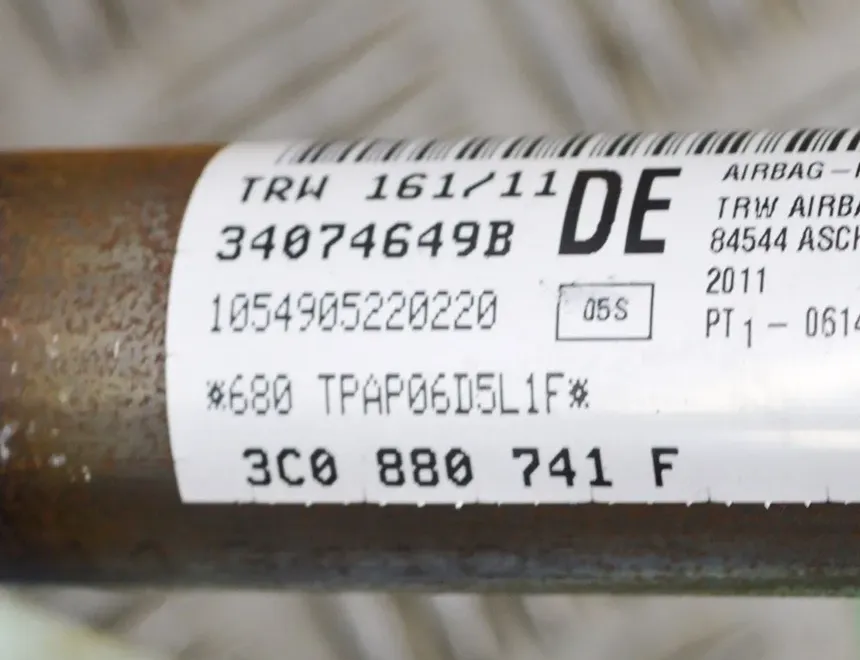 TRW 161/11
34074649B
1054905220220
*680 TPAP06D5L1F*
3C0 880 741 F
DE
05S
AIRBAG-
TRW AIRBA
84544 ASCH
2011
PT1 - 061